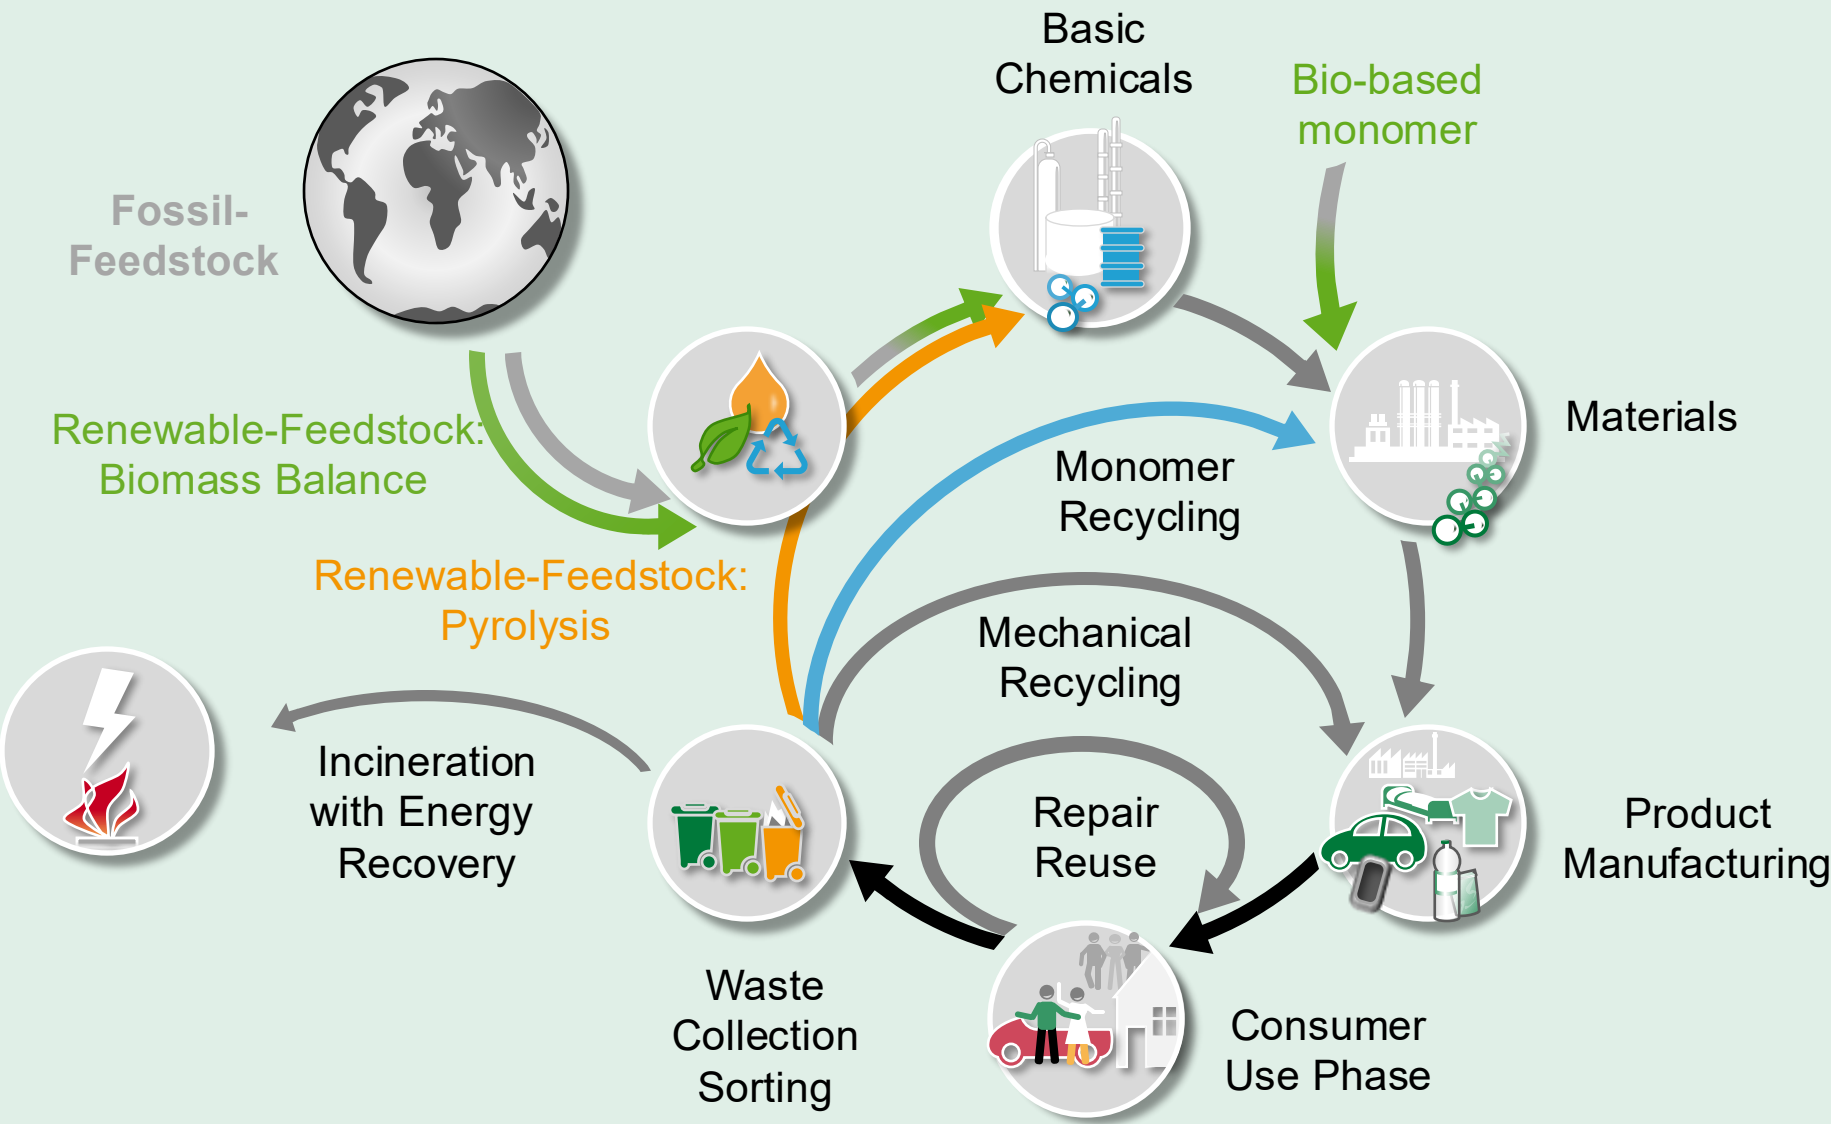 Basic
Chemicals
Bio-based
monomer
Fossil-
Feedstock
Renewable-Feedstock:
Biomass Balance
Materials
Monomer
Recycling
Renewable-Feedstock:
Pyrolysis
Mechanical
Recycling
Incineration
with Energy
Recovery
Repair
Reuse
Product
Manufacturing
Waste
Collection
Sorting
Consumer
Use Phase